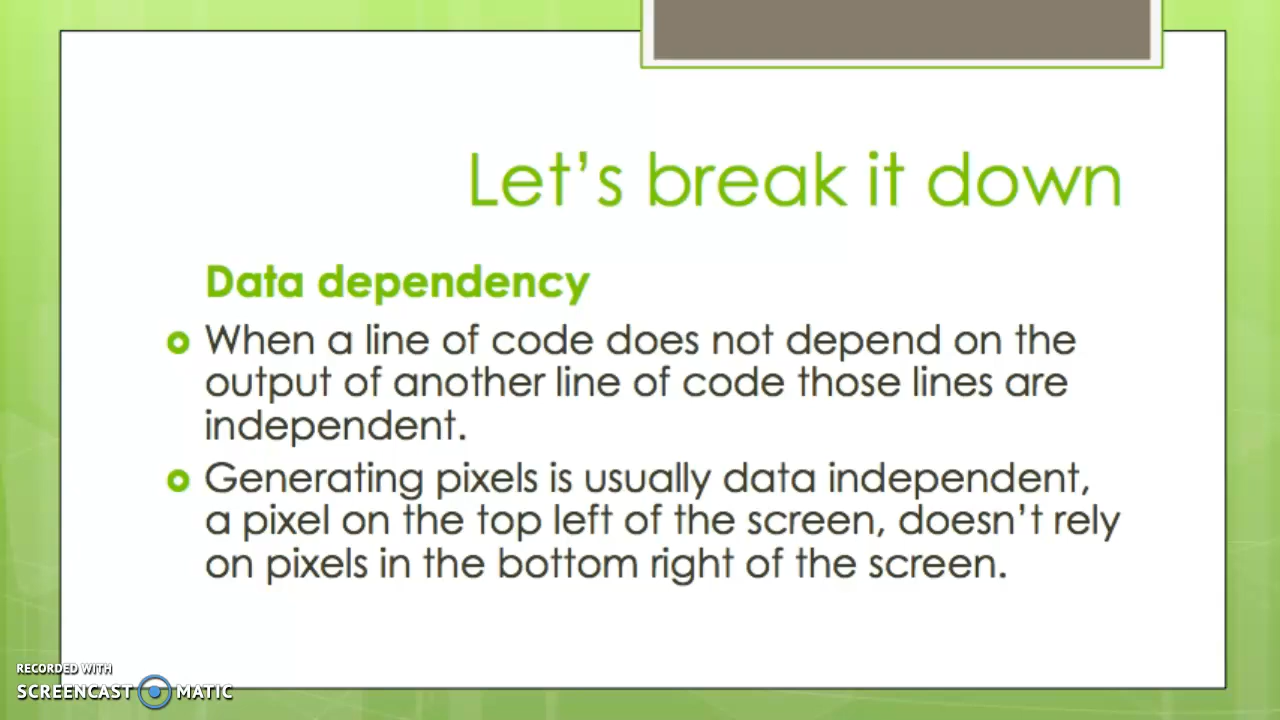 Let's break it down
Data dependency
When a line of code does not depend on the
output of another line of code those lines are
independent.
Generating pixels is usually data independent,
a pixel on the top left of the screen, doesn't rely
on pixels in the bottom right of the screen.
RECORDED WITH
SCREENCAST MATIC